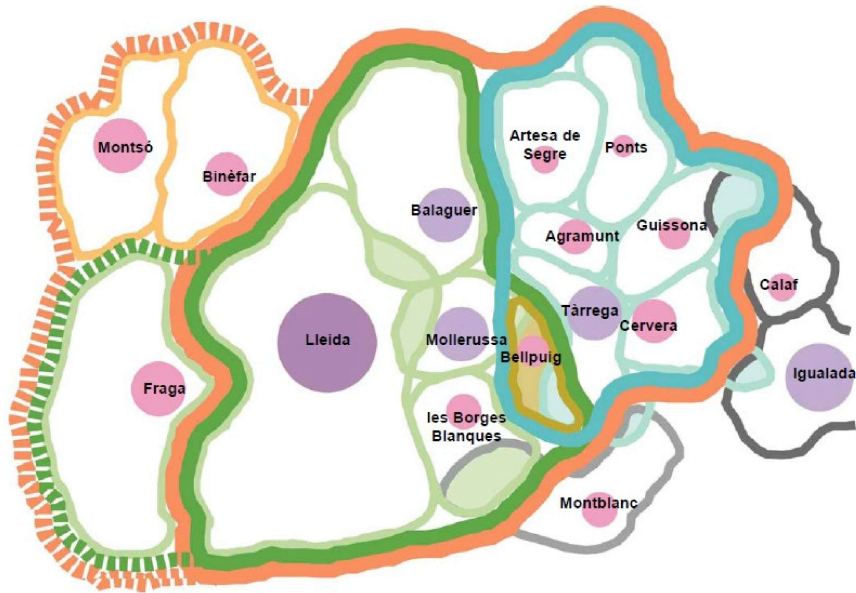 Artesa de
Segre
Ponts
Montsó
Binèfar
Balaguer
Agramunt
Guissona
Calaf
Tàrrega
Cervera
Lleida
Mollerussa
Bellpuig
Igualada
Fraga
les Borges
Blanques
Montblanc